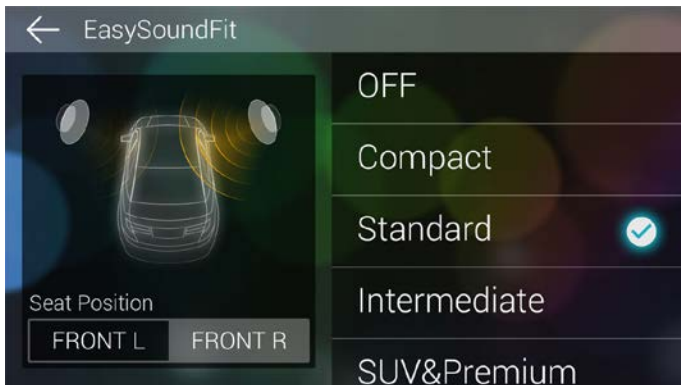 EasySoundFit
OFF
Compact
Standard
Intermediate
SUV&Premium
Seat Position
FRONT L FRONT R